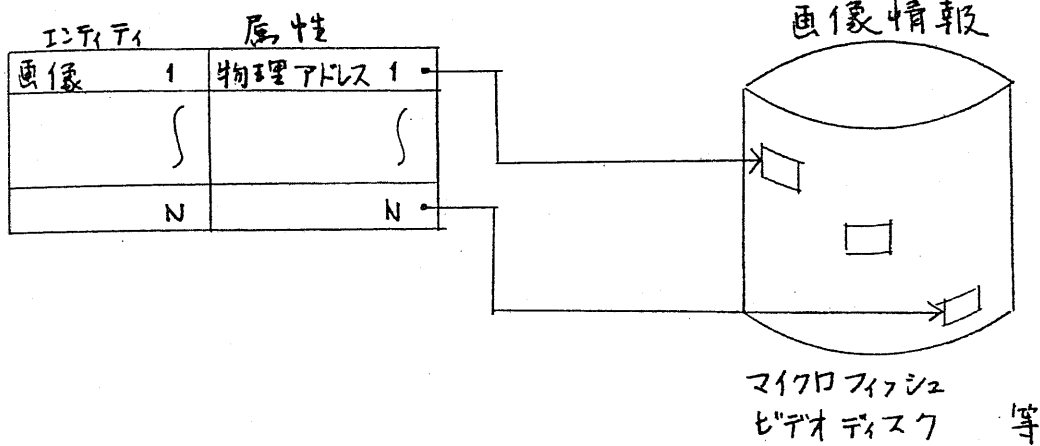 エンティティ 属性
画像 1 物理アドレス 1
N N
画像情報
マイクロフィッシュ
ビデオディスク 等